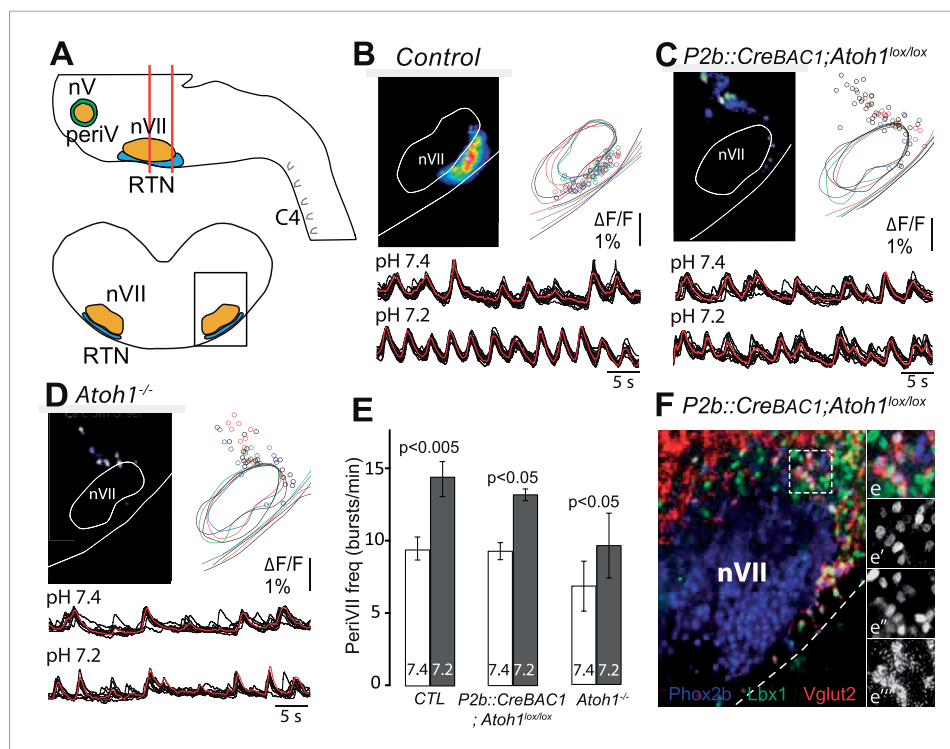 A
nV
periV
nVII
RTN
C4
nVII
RTN
B Control
nVII
ΔF/F
1%
pH 7.4
pH 7.2
5 s
C P2b::CreBAC1;Atoh1lox/lox
nVII
ΔF/F
1%
pH 7.4
pH 7.2
5 s
D Atoh1-/-
nVII
ΔF/F
1%
pH 7.4
pH 7.2
5 s
E
PeriVII freq (bursts/min)
15
10
5
0
p<0.005
p<0.05
p<0.05
7.4 7.2 7.4 7.2 7.4 7.2
CTL P2b::CreBAC1 Atoh1-/-
; Atoh1lox/lox
F P2b::CreBAC1;Atoh1lox/lox
nVII
Phox2b Lbx1 Vglut2
e
e'
e''
e'''